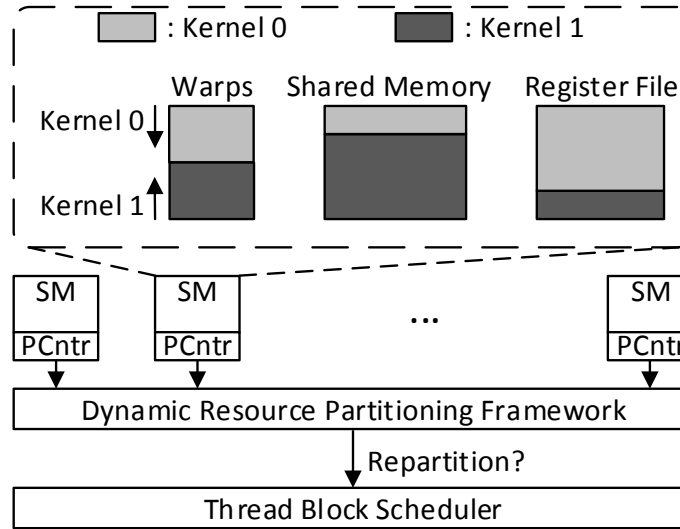 : Kernel 0 : Kernel 1
Warps Shared Memory Register File
Kernel 0
Kernel 1
SM SM ... SM
PCntr PCntr PCntr
Dynamic Resource Partitioning Framework
Repartition?
Thread Block Scheduler